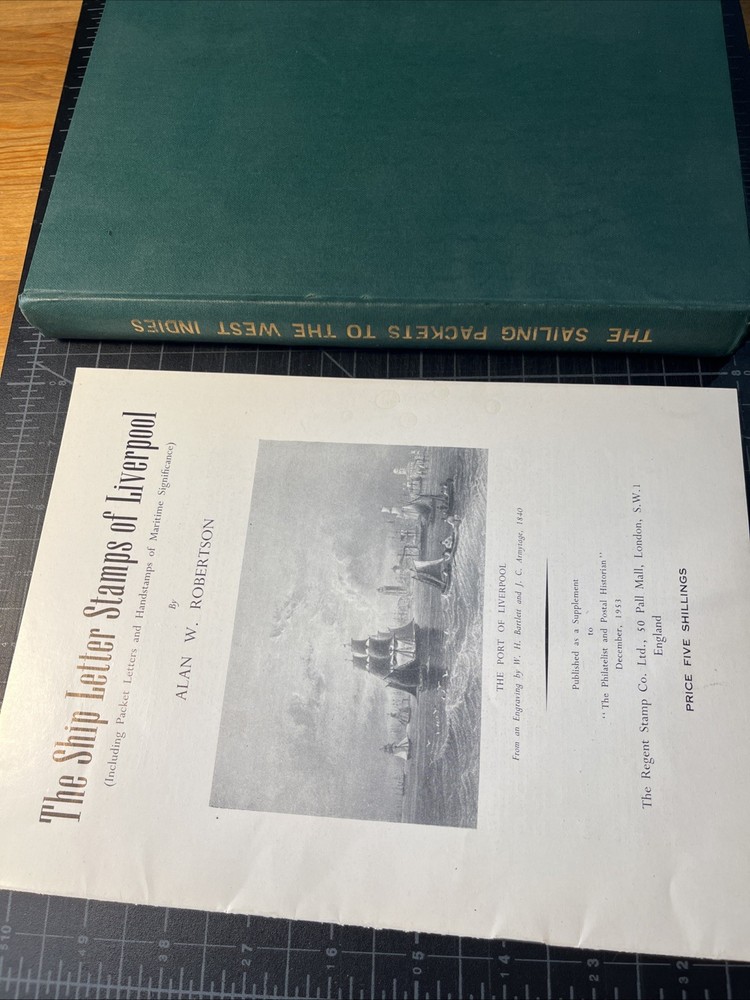 THE SAILING PACKETS TO THE WEST INDIES
The Ship Letter Stamps of Liverpool
(Including Packet Letters and Handstamps of Maritime Significance)
By
ALAN W. ROBERTSON
THE PORT OF LIVERPOOL
From an Engraving by W. H. Bartlett and J. C. Armytage, 1840
Published as a Supplement
to
"The Philatelist and Postal Historian"
December, 1953
The Regent Stamp Co. Ltd., 50 Pall Mall, London, S.W.1
England
PRICE FIVE SHILLINGS